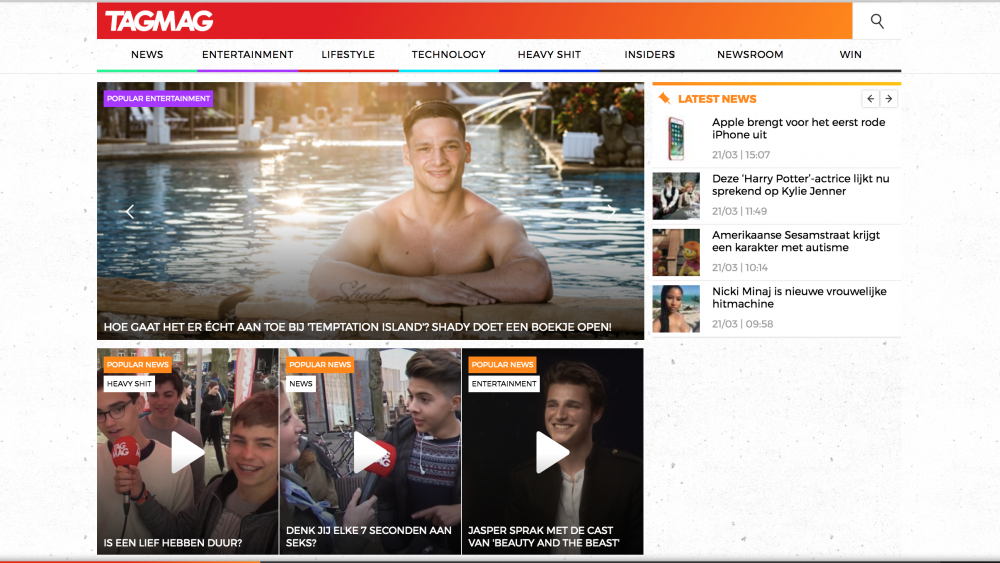 TAGMAG
NEWS
ENTERTAINMENT
LIFESTYLE
TECHNOLOGY
HEAVY SHIT
INSIDERS
NEWSROOM
WIN
POPULAR ENTERTAINMENT
Shady
HOE GAAT HET ER ÉCHT AAN TOE BIJ 'TEMPTATION ISLAND'? SHADY DOET EEN BOEKJE OPEN!
LATEST NEWS
Apple brengt voor het eerst rode
iPhone uit
21/03 | 15:07
Deze 'Harry Potter'-actrice lijkt nu
sprekend op Kylie Jenner
21/03 | 11:49
Amerikaanse Sesamstraat krijgt
een karakter met autisme
21/03 | 10:14
Nicki Minaj is nieuwe vrouwelijke
hitmachine
21/03 | 09:58
POPULAR NEWS
HEAVY SHIT
TAG
MAG
IS EEN LIEF HEBBEN DUUR?
POPULAR NEWS
NEWS
TAG
MAG
DENK JIJ ELKE 7 SECONDEN AAN
SEKS?
POPULAR NEWS
ENTERTAINMENT
JASPER SPRAK MET DE CAST
VAN 'BEAUTY AND THE BEAST'